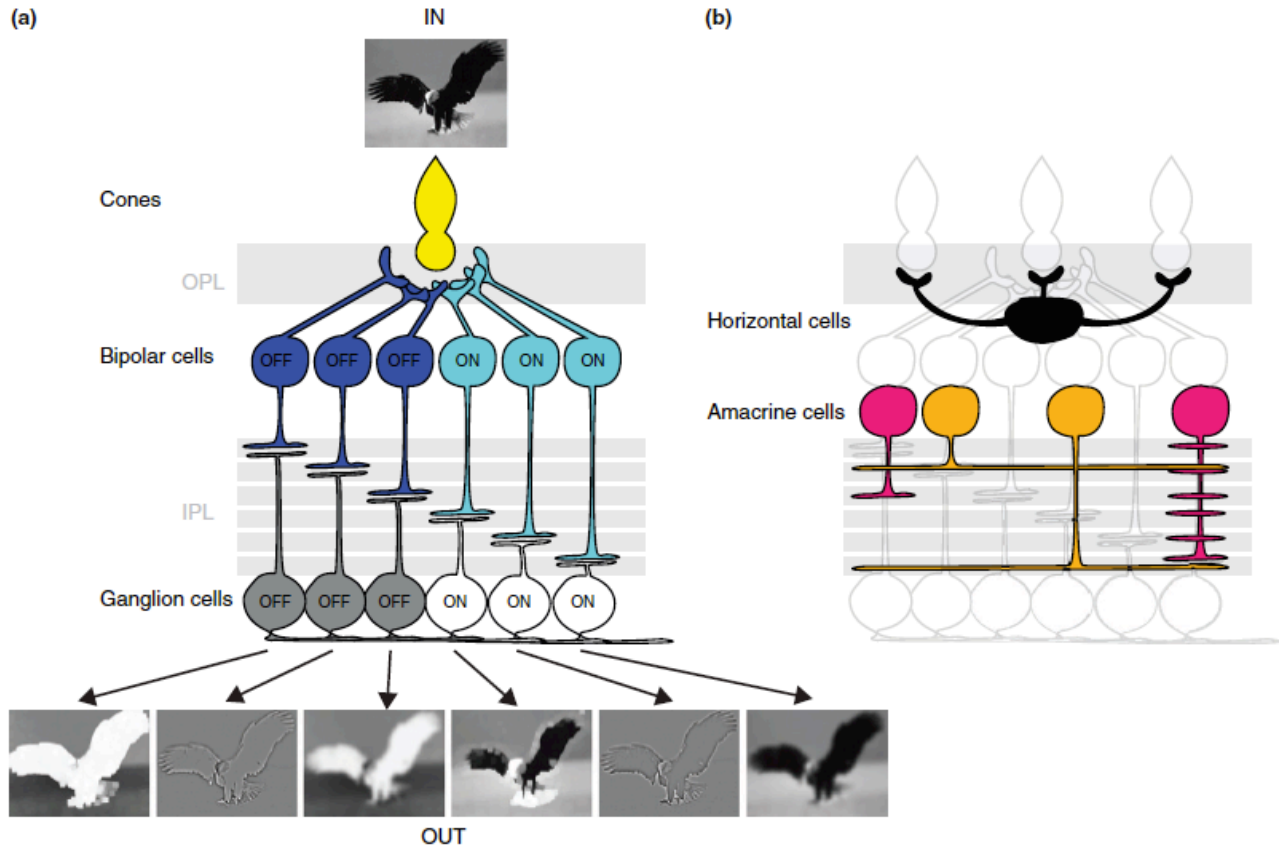 (a)
IN
(b)
Cones
OPL
Horizontal cells
Bipolar cells
OFF OFF OFF ON ON ON
Amacrine cells
IPL
Ganglion cells
OFF OFF OFF ON ON ON
OUT